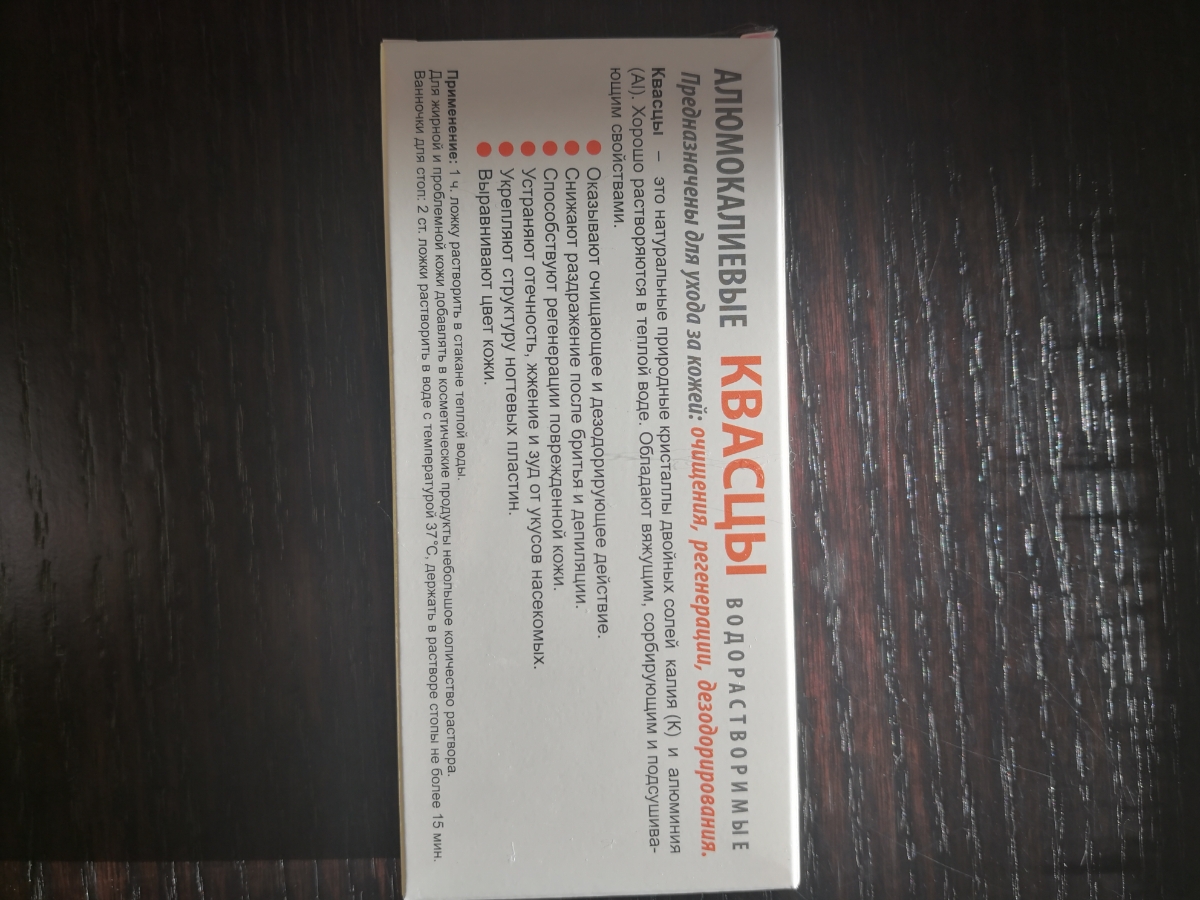 АЛЮМОКАЛИЕВЫЕ КВАСЦЫ ВОДОРАСТВОРИМЫЕ
Предназначены для ухода за кожей: очищения, регенерации, дезодорирования.
Квасцы – это натуральные природные кристаллы двойных солей калия (К) и алюминия
(Al). Хорошо растворяются в теплой воде. Обладают вяжущим, сорбирующим и подсушива-
ющим свойствами.
● Оказывают очищающее и дезодорирующее действие.
● Снижают раздражение после бритья и депиляции.
● Способствуют регенерации поврежденной кожи.
● Устраняют отечность, жжение и зуд от укусов насекомых.
● Укрепляют структуру ногтевых пластин.
● Выравнивают цвет кожи.
Применение: 1 ч. ложку растворить в стакане теплой воды.
Для жирной и проблемной кожи добавлять в косметические продукты небольшое количество раствора.
Ванночки для стоп: 2 ст. ложки растворить в воде с температурой 37°С, держать в растворе стопы не более 15 мин.